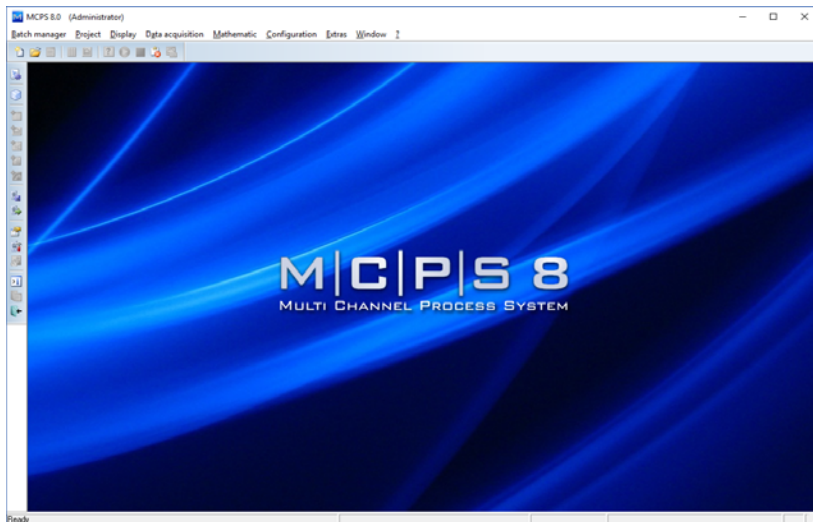 MCPS 8.0 (Administrator)
Batch manager Project Display Data acquisition Mathematic Configuration Extras Window ?
M|C|P|S 8
Multi Channel Process System
Ready